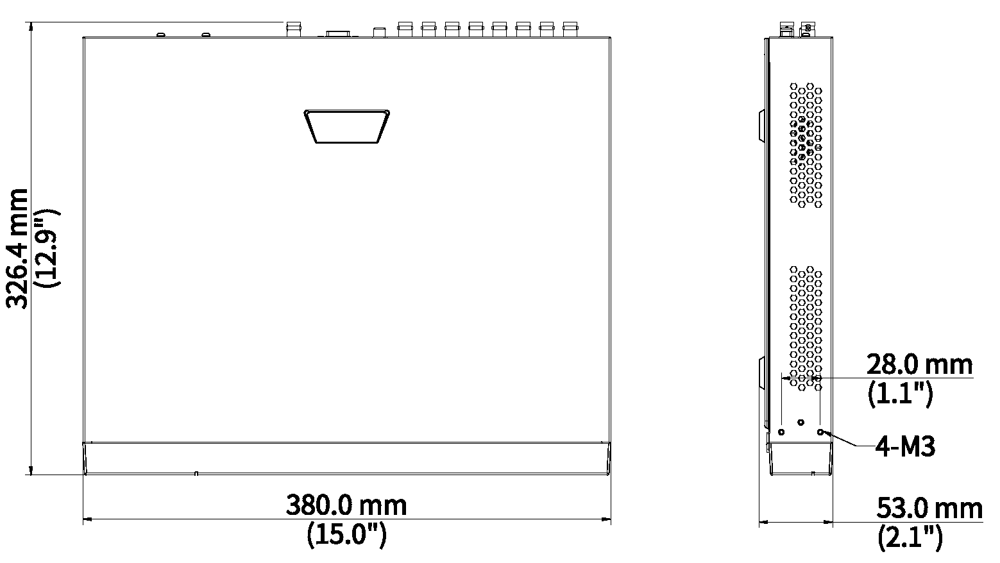 326.4 mm
(12.9")
380.0 mm
(15.0")
28.0 mm
(1.1")
4-M3
53.0 mm
(2.1")